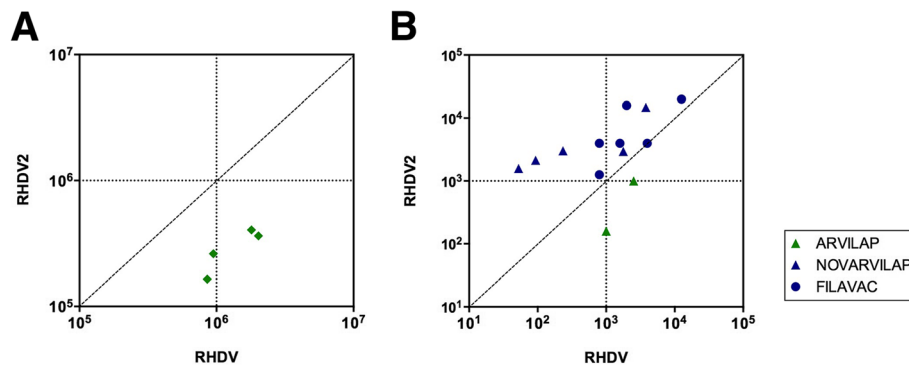 A
B
RHDV2
10⁷
10⁶
10⁵
10⁵
10⁶
10⁷
RHDV
RHDV2
10⁵
10⁴
10³
10²
10¹
10¹
10²
10³
10⁴
10⁵
RHDV
ARVILAP
NOVARVILAP
FILAVAC